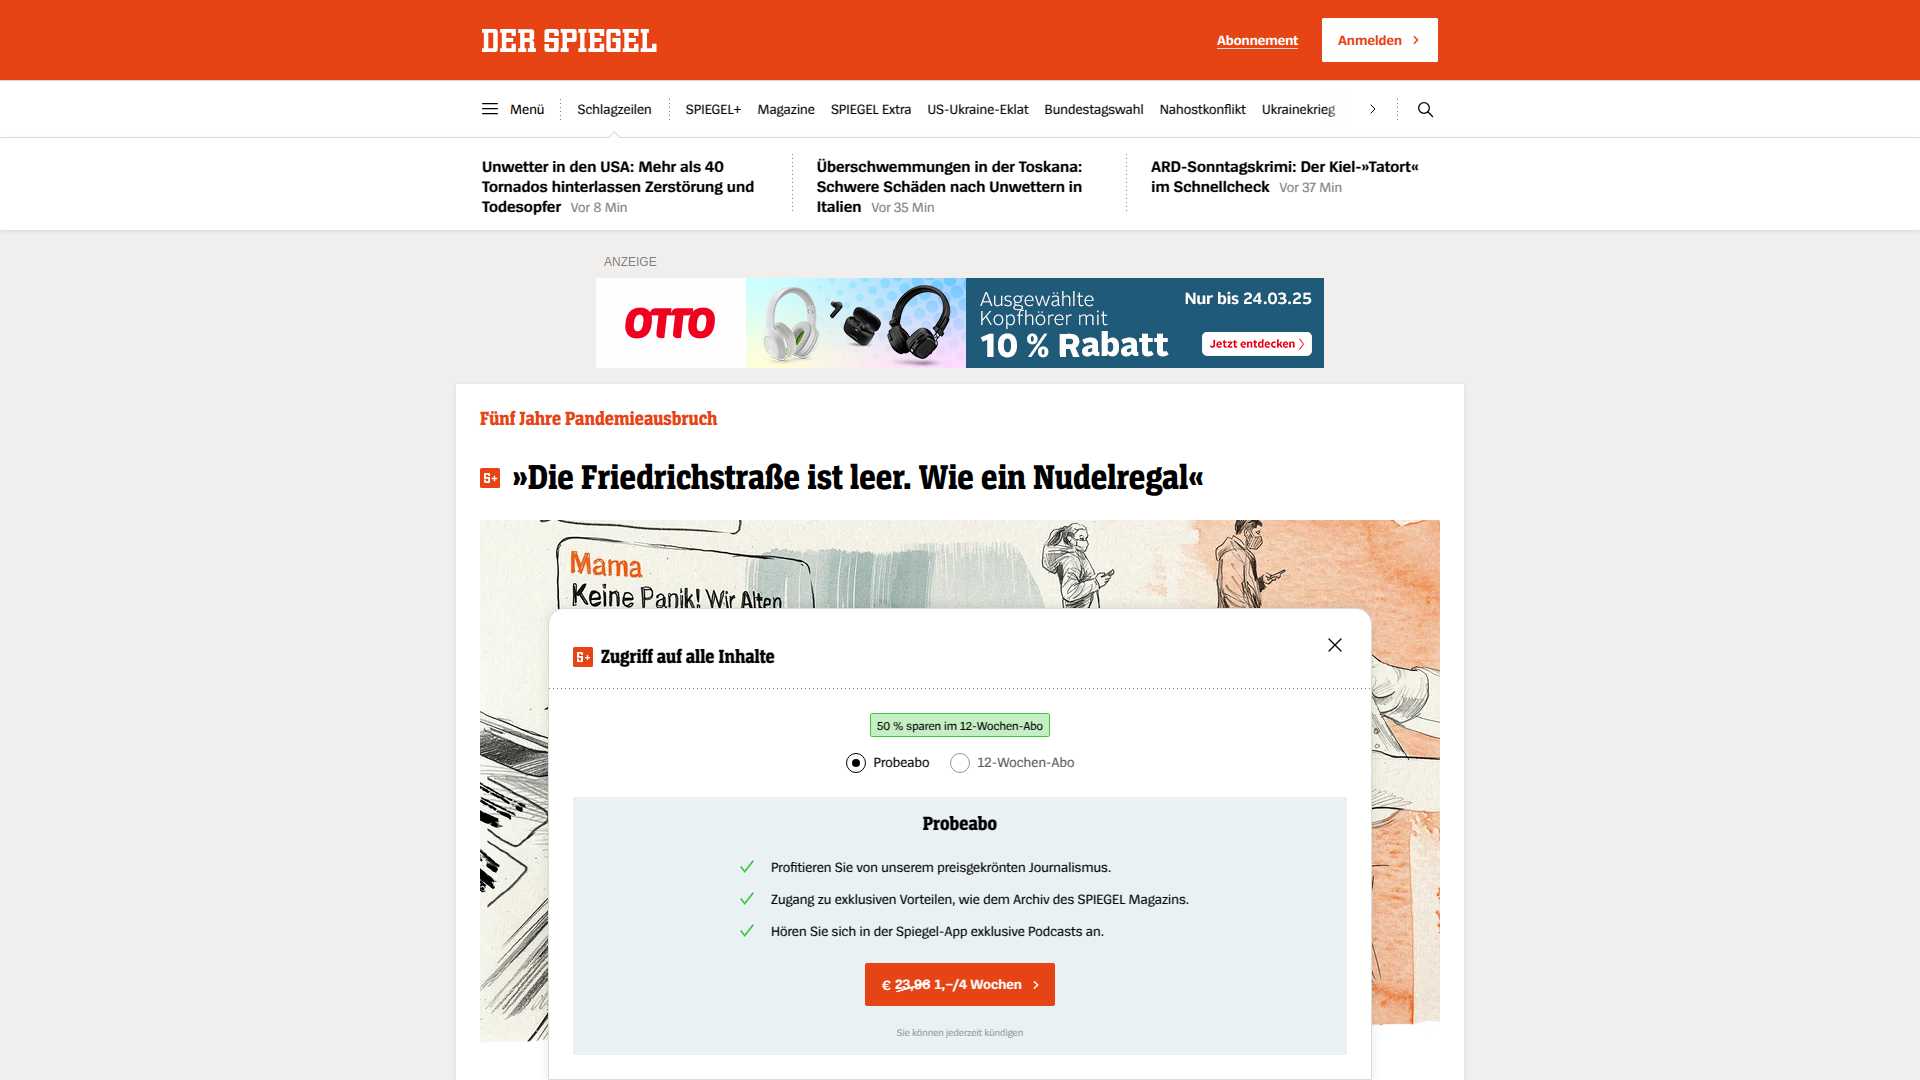 DER SPIEGEL
Abonnement
Anmelden
Menü
Schlagzeilen
SPIEGEL+
Magazine
SPIEGEL Extra
US-Ukraine-Eklat
Bundestagswahl
Nahostkonflikt
Ukrainekrieg
Unwetter in den USA: Mehr als 40
Tornados hinterlassen Zerstörung und
Todesopfer Vor 8 Min
Überschwemmungen in der Toskana:
Schwere Schäden nach Unwettern in
Italien Vor 35 Min
ARD-Sonntagskrimi: Der Kiel-»Tatort«
im Schnellcheck Vor 37 Min
ANZEIGE
OTTO
Ausgewählte
Kopfhörer mit
10 % Rabatt
Nur bis 24.03.25
Jetzt entdecken
Fünf Jahre Pandemieausbruch
S+ »Die Friedrichstraße ist leer. Wie ein Nudelregal«
Mama
Keine Panik! Wir Alten
S+ Zugriff auf alle Inhalte
50 % sparen im 12-Wochen-Abo
Probeabo
12-Wochen-Abo
Probeabo
Profitieren Sie von unserem preisgekrönten Journalismus.
Zugang zu exklusiven Vorteilen, wie dem Archiv des SPIEGEL Magazins.
Hören Sie sich in der Spiegel-App exklusive Podcasts an.
€ 23,96 1,–/4 Wochen
Sie können jederzeit kündigen